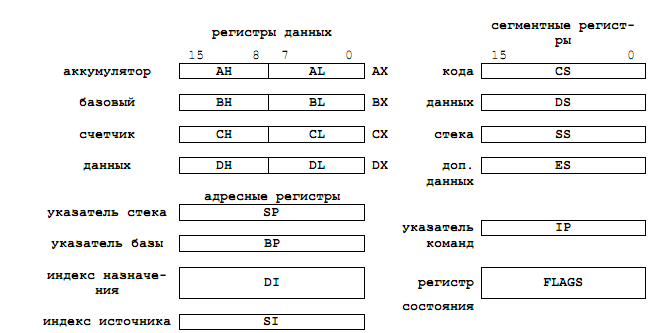 регистры данных
сегментные регист-
ры
15 8 7 0
15 0
аккумулятор AH AL AX
кода CS
базовый BH BL BX
данных DS
счетчик CH CL CX
стека SS
данных DH DL DX
доп. ES
данных
адресные регистры
указатель стека SP
указатель IP
команд
указатель базы BP
индекс назначе-
ния DI
регистр FLAGS
состояния
индекс источника SI